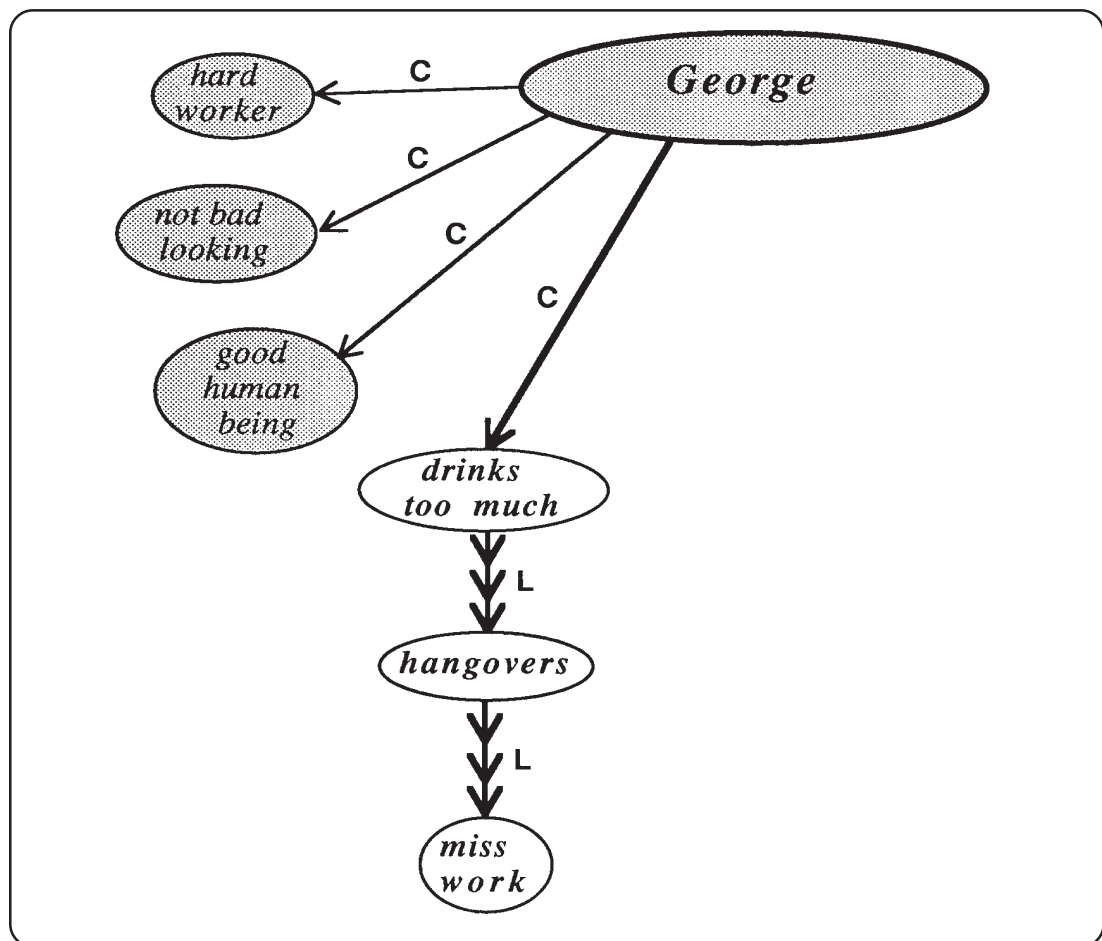 George
C
hard
worker
C
not bad
looking
C
good
human
being
C
drinks
too much
L
hangovers
L
miss
work